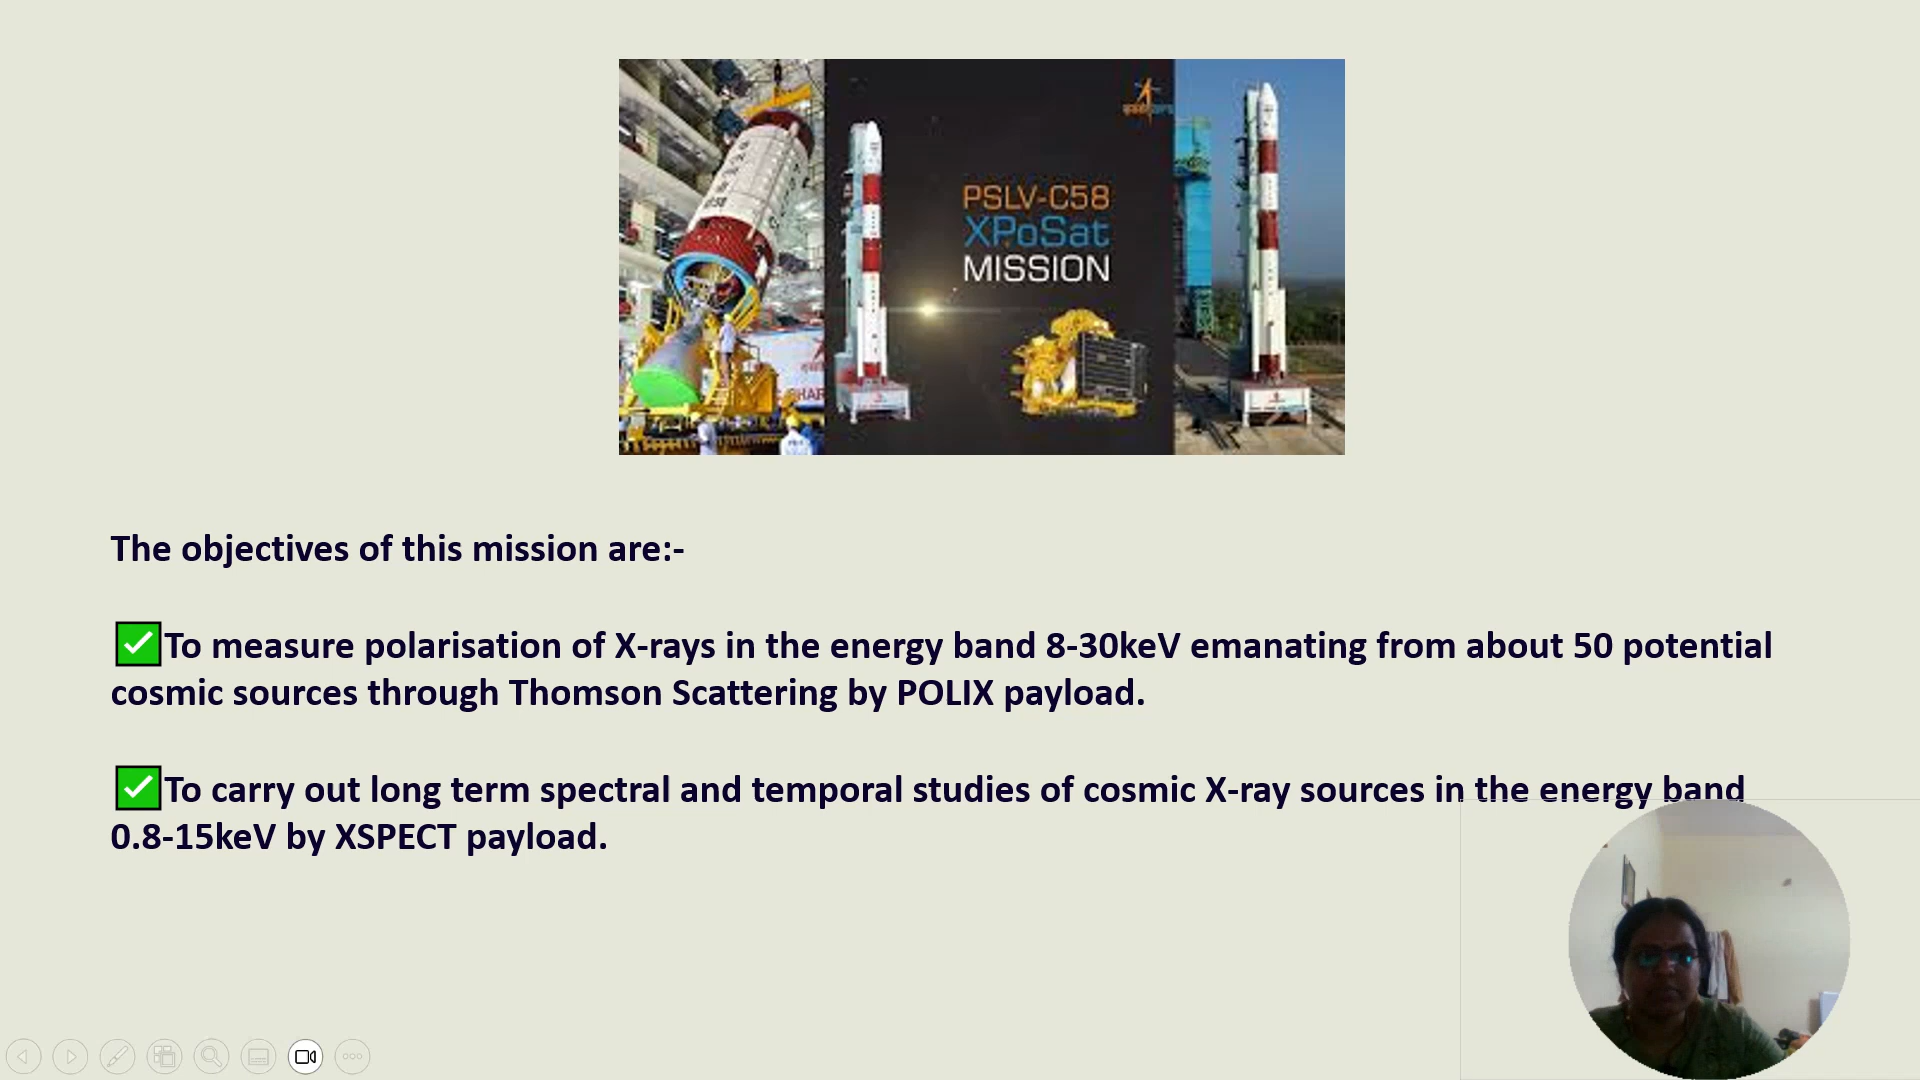 PSLV-C58
XPoSat
MISSION
The objectives of this mission are:-
✅To measure polarisation of X-rays in the energy band 8-30keV emanating from about 50 potential
cosmic sources through Thomson Scattering by POLIX payload.
✅To carry out long term spectral and temporal studies of cosmic X-ray sources in the energy band
0.8-15keV by XSPECT payload.